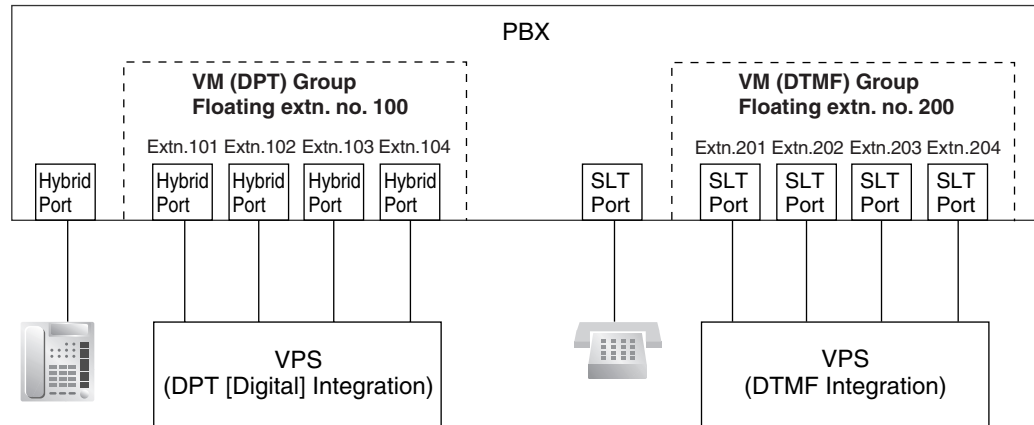 PBX
VM (DPT) Group
Floating extn. no. 100
VM (DTMF) Group
Floating extn. no. 200
Extn.101 Extn.102 Extn.103 Extn.104
Extn.201 Extn.202 Extn.203 Extn.204
Hybrid
Port
Hybrid
Port
Hybrid
Port
Hybrid
Port
Hybrid
Port
SLT
Port
SLT
Port
SLT
Port
SLT
Port
SLT
Port
VPS
(DPT [Digital] Integration)
VPS
(DTMF Integration)